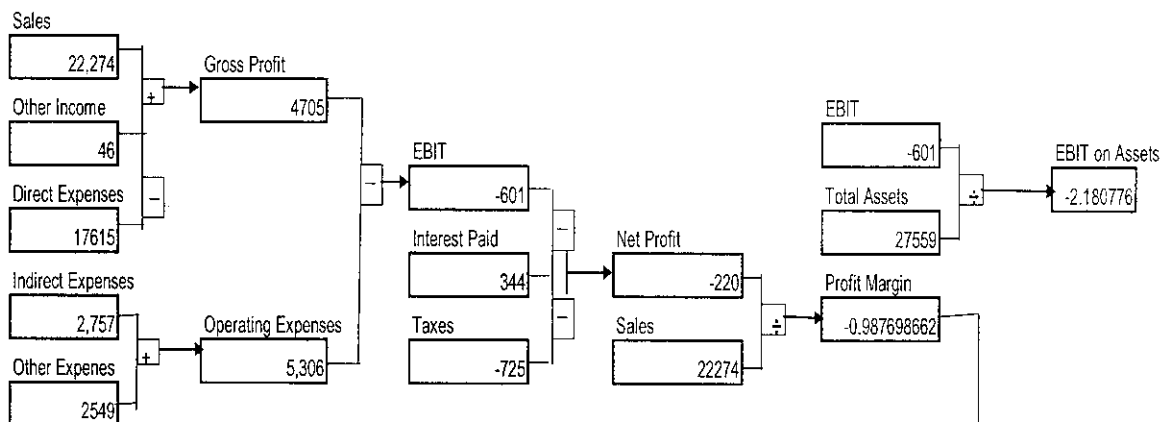 Sales
22,274
+
Other Income
46
−
Direct Expenses
17615
Gross Profit
4705
Indirect Expenses
2,757
+
Other Expenes
2549
Operating Expenses
5,306
−
EBIT
-601
−
Interest Paid
344
−
Taxes
-725
Net Profit
-220
÷
Sales
22274
EBIT
-601
÷
Total Assets
27559
EBIT on Assets
-2.180776
Profit Margin
-0.987698662